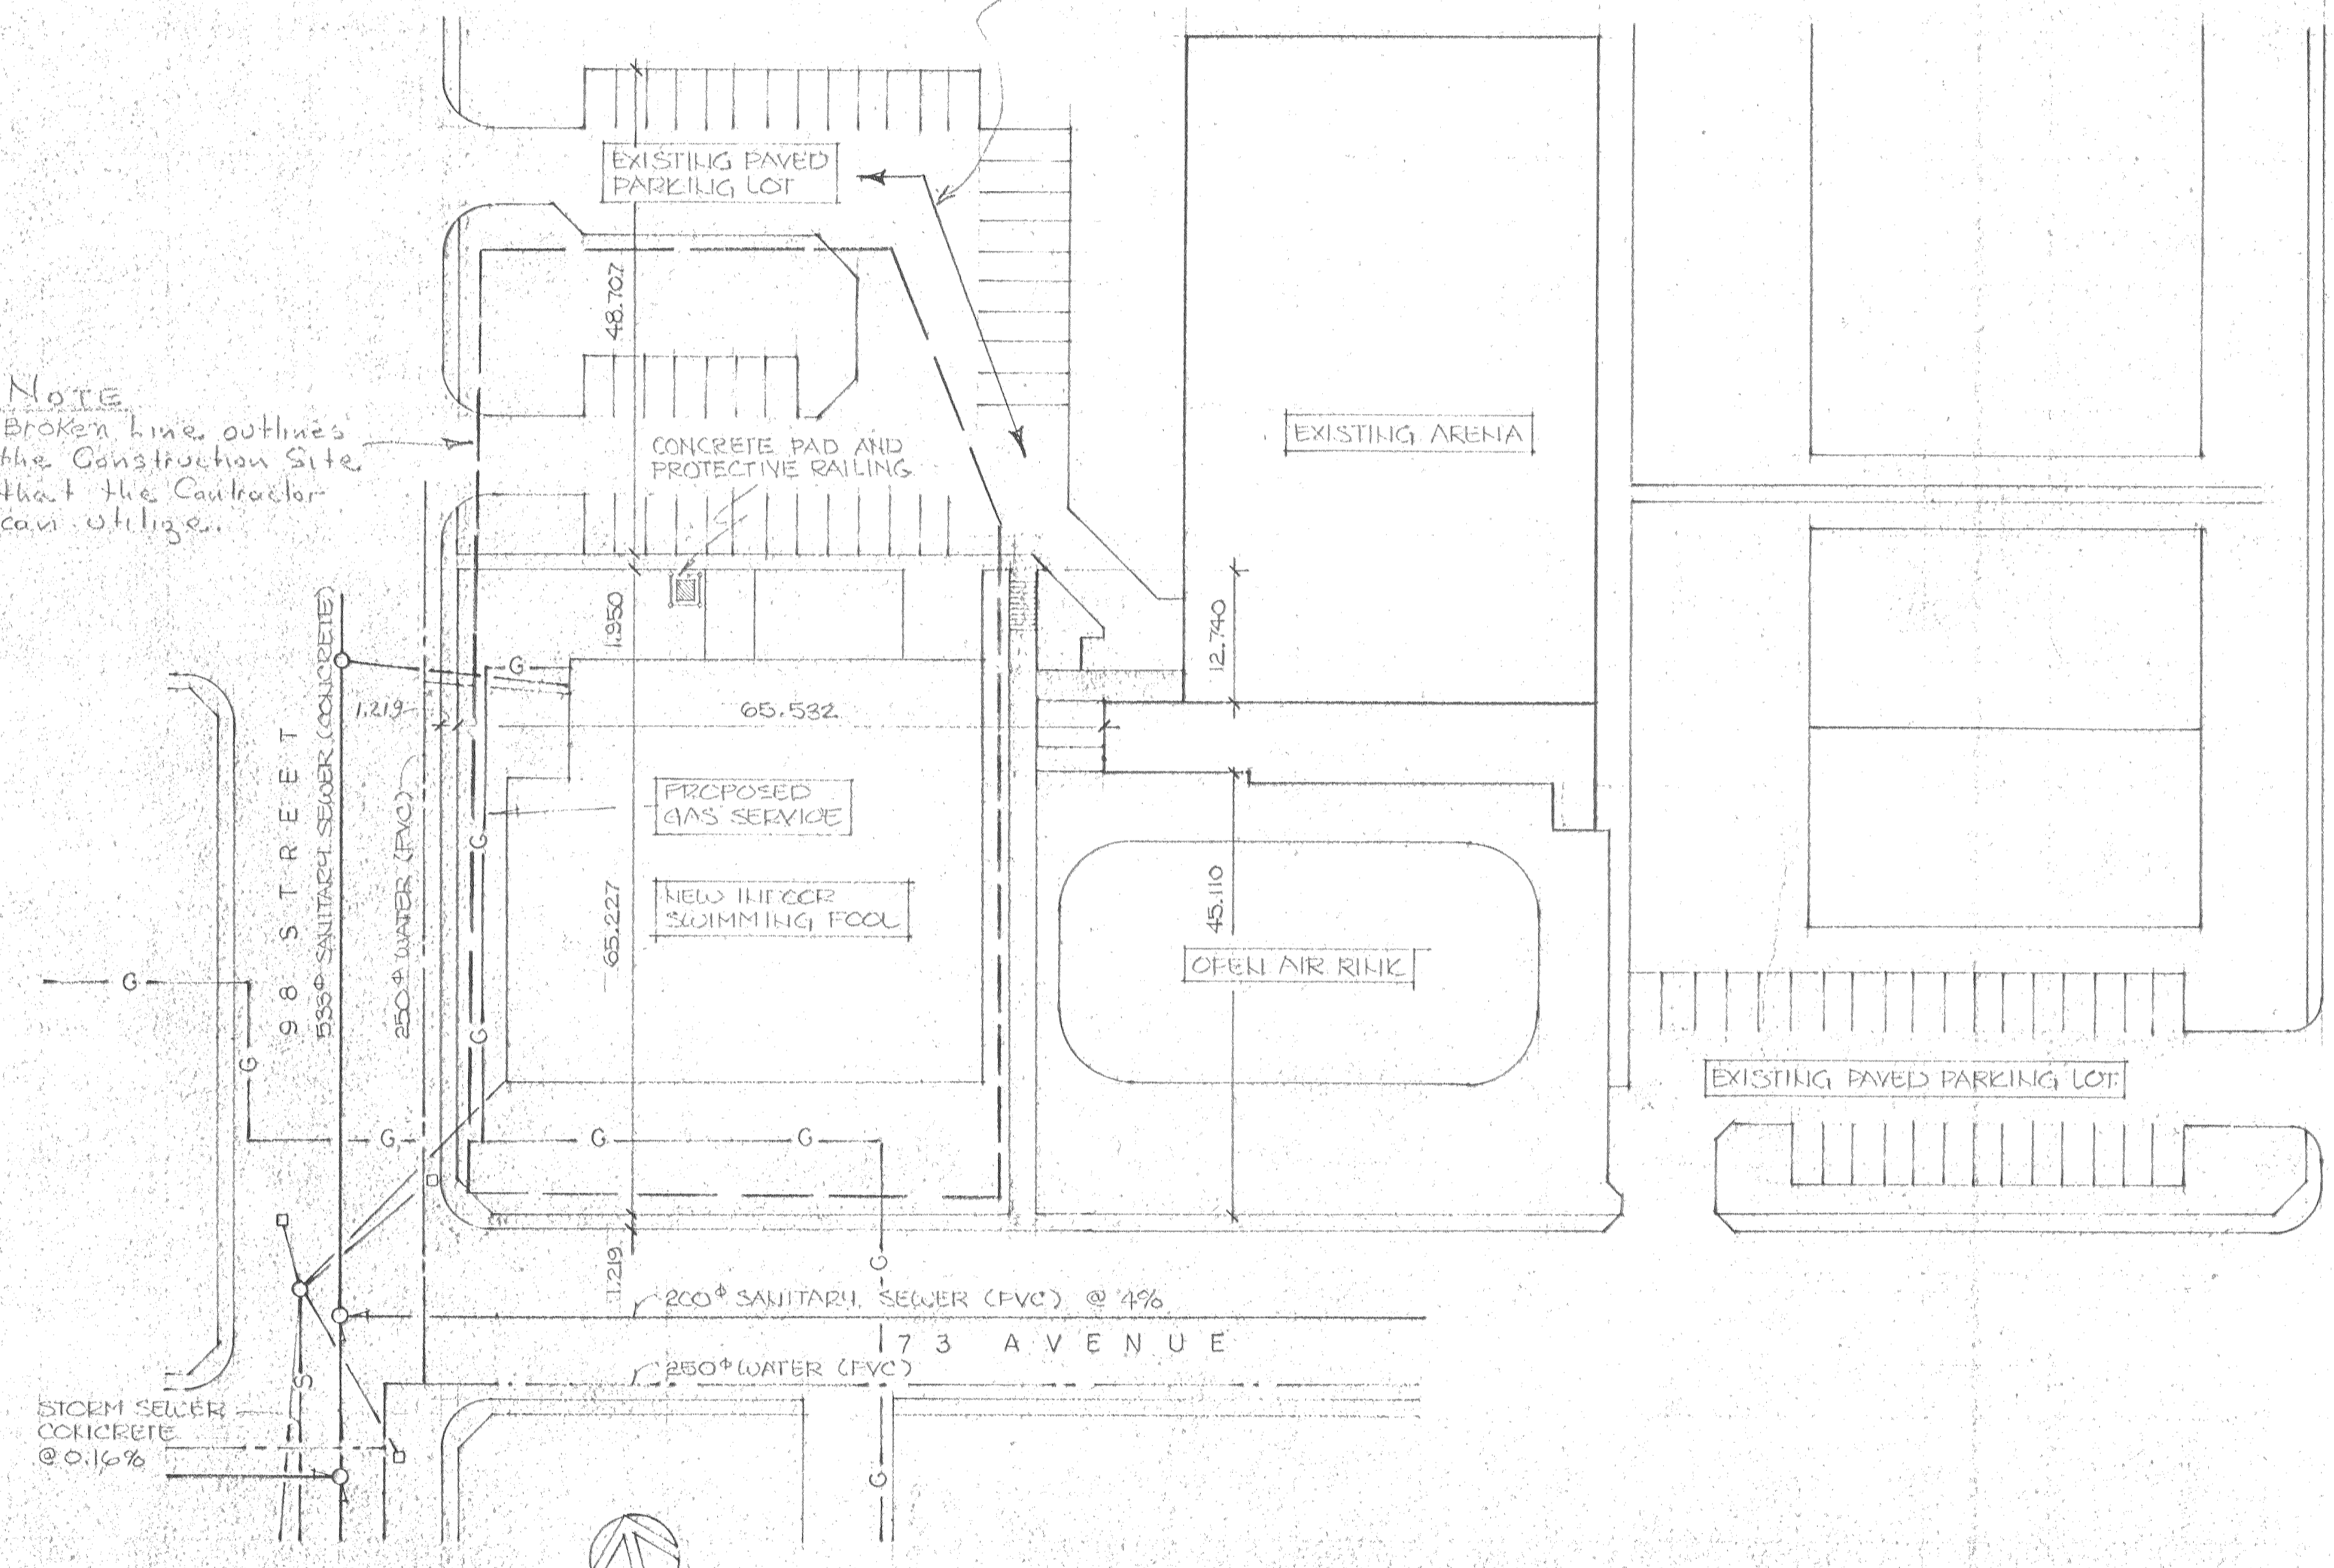 EXISTING PAVED
PARKING LOT
48.707
NOTE
Broken Line outlines
the Construction Site
that the Contractor
can utilize.
CONCRETE PAD AND
PROTECTIVE RAILING
EXISTING ARENA
1.950
12.740
G
1.219
65.532
98 STREET
533Φ SANITARY SEWER (CONCRETE)
250Φ WATER (PVC)
PROPOSED
GAS SERVICE
G
65.227
NEW INDOOR
SWIMMING POOL
45.110
OPEN AIR RINK
G
G
G
EXISTING PAVED PARKING LOT
G
G
G
1.219
G
200Φ SANITARY SEWER (PVC) @ 4%
73 AVENUE
250Φ WATER (PVC)
S
STORM SEWER
CONCRETE
@ 0.16%
G